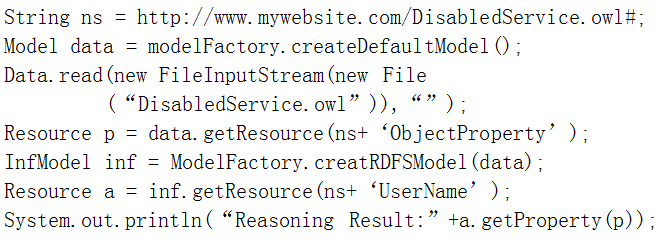 String ns = http://www.mywebsite.com/DisabledService.owl#;
Model data = modelFactory.createDefaultModel();
Data.read(new FileInputStream(new File
(“DisabledService.owl”)), “”);
Resource p = data.getResource(ns+ ‘ObjectProperty’);
InfModel inf = ModelFactory.creatRDFSModel(data);
Resource a = inf.getResource(ns+ ‘UserName’);
System.out.println(“Reasoning Result:”+a.getProperty(p));